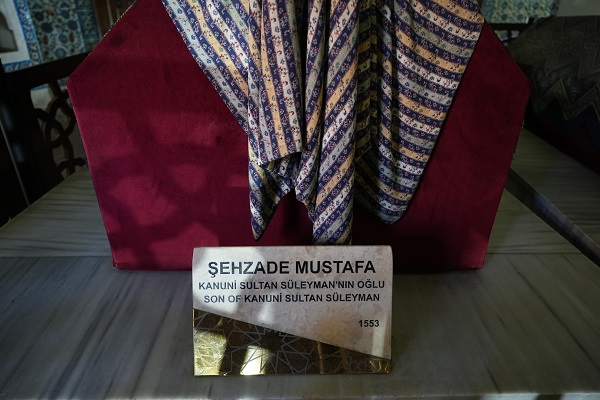 ŞEHZADE MUSTAFA
KANUNİ SULTAN SÜLEYMAN'NIN OĞLU
SON OF KANUNİ SULTAN SÜLEYMAN
1553